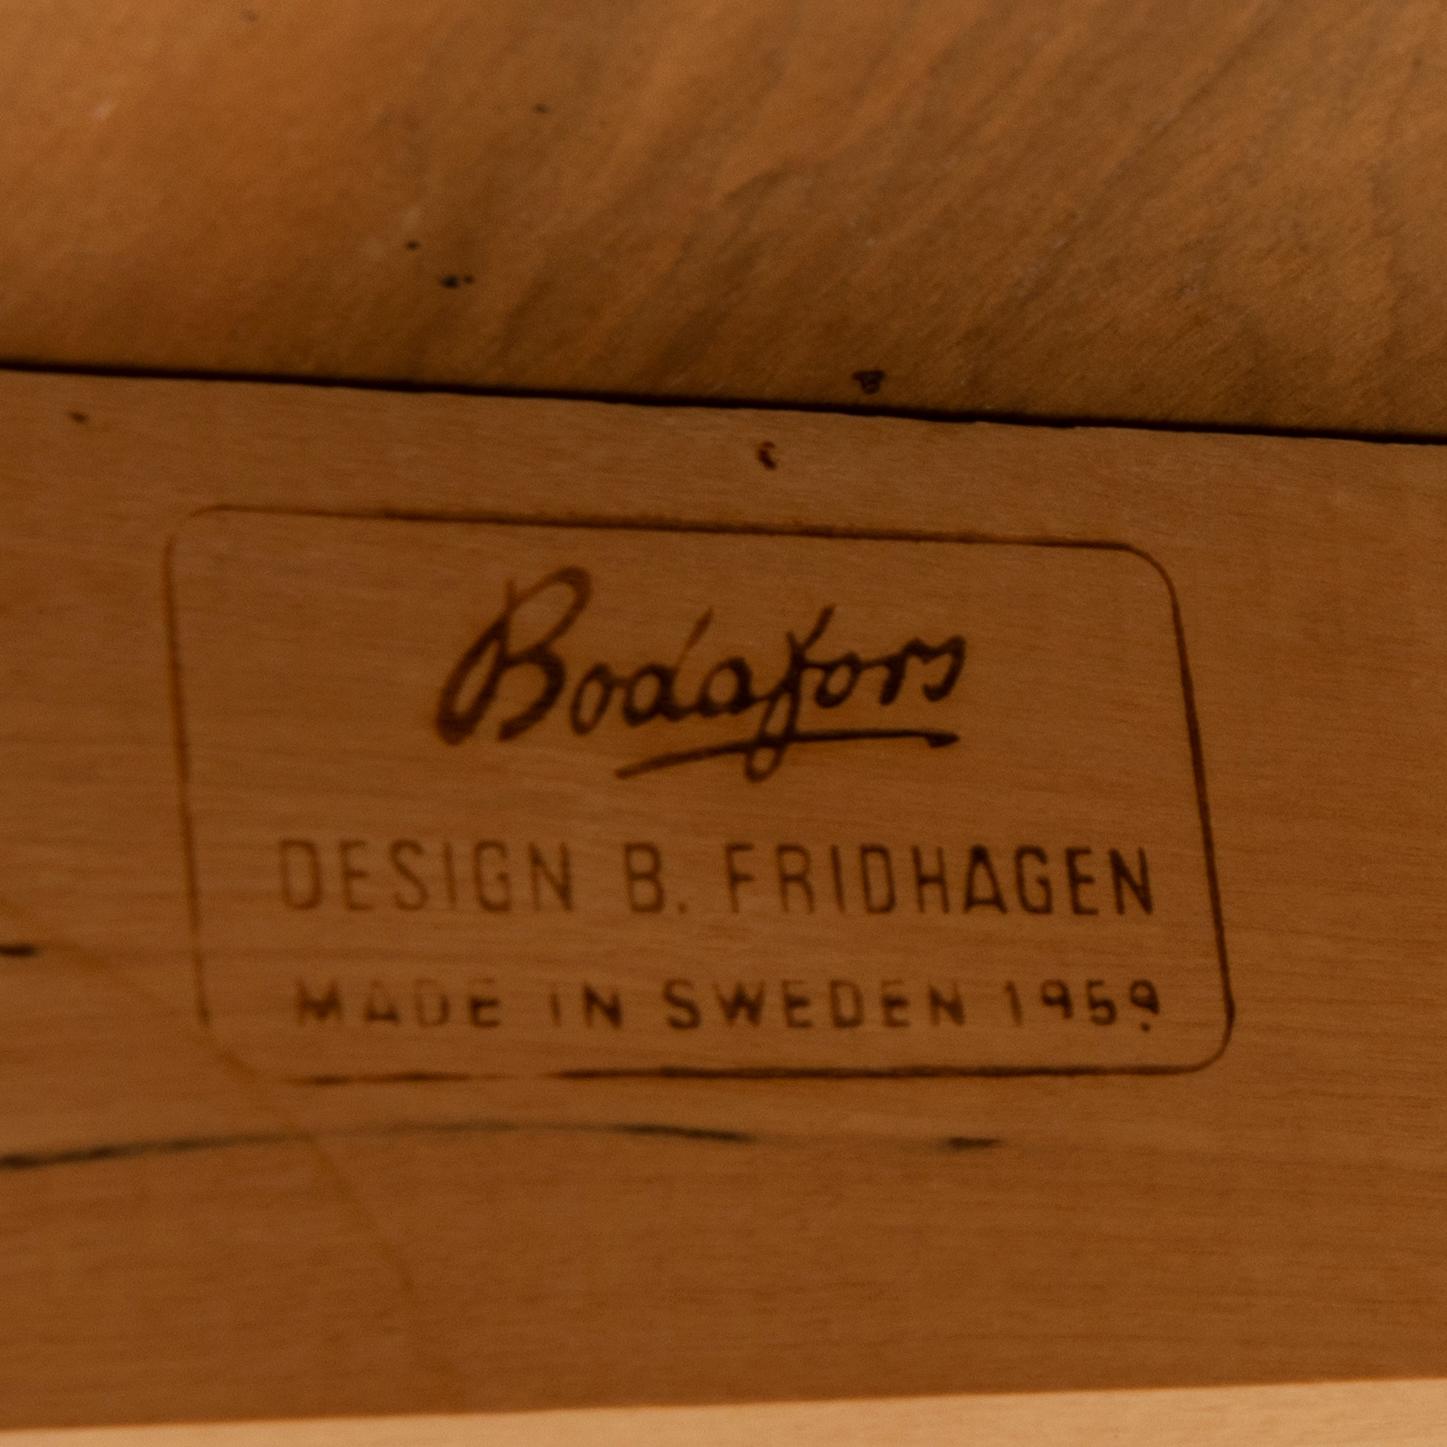 Bodafors
DESIGN B. FRIDHAGEN
MADE IN SWEDEN 1959